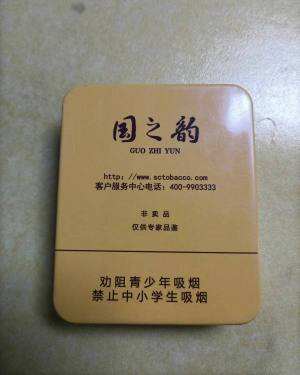 国之韵
GUO ZHI YUN
http://www.sctobacco.com
客户服务中心电话：400-9903333
非卖品
仅供专家品鉴
劝阻青少年吸烟
禁止中小学生吸烟